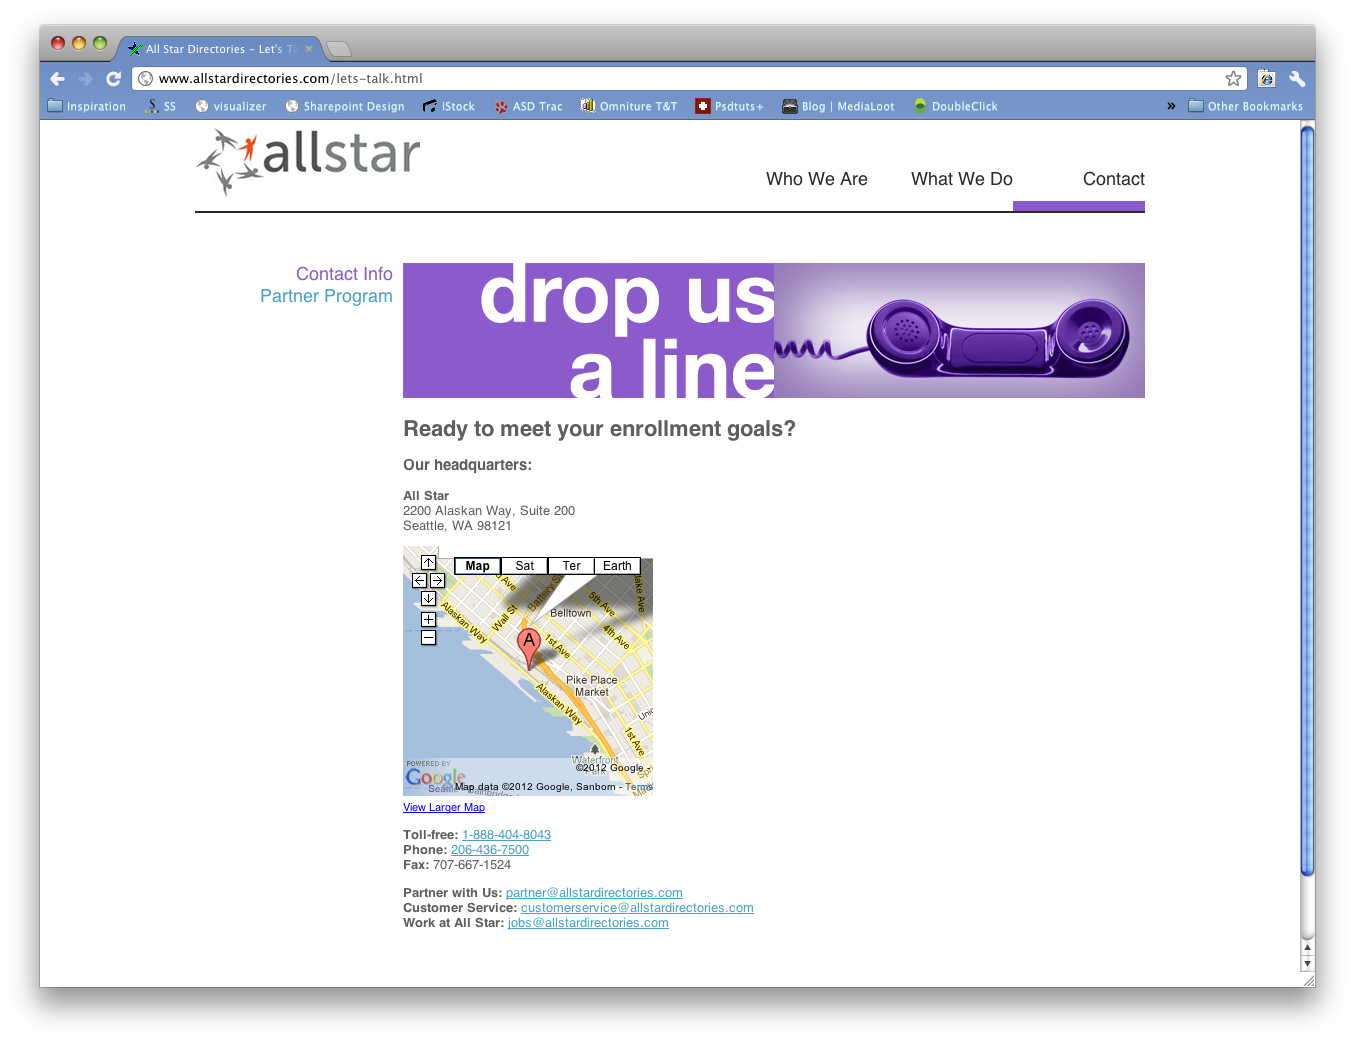 All Star Directories – Let's Ta
www.allstardirectories.com/lets-talk.html
Inspiration SS visualizer Sharepoint Design iStock ASD Trac Omniture T&T Psdtuts+ Blog | MediaLoot DoubleClick » Other Bookmarks
allstar
Who We Are What We Do Contact
Contact Info
Partner Program
drop us
a line
Ready to meet your enrollment goals?
Our headquarters:
All Star
2200 Alaskan Way, Suite 200
Seattle, WA 98121
Map Sat Ter Earth
Battery St
Wall St
Alaskan Way
Belltown
5th Ave
4th Ave
1st Ave
A
Pike Place
Market
Alaskan Way
1st Ave
Waterfront
Park
©2012 Google -
POWERED BY
Google
Map data ©2012 Google, Sanborn - Terms
View Larger Map
Toll-free: 1-888-404-8043
Phone: 206-436-7500
Fax: 707-667-1524
Partner with Us: partner@allstardirectories.com
Customer Service: customerservice@allstardirectories.com
Work at All Star: jobs@allstardirectories.com